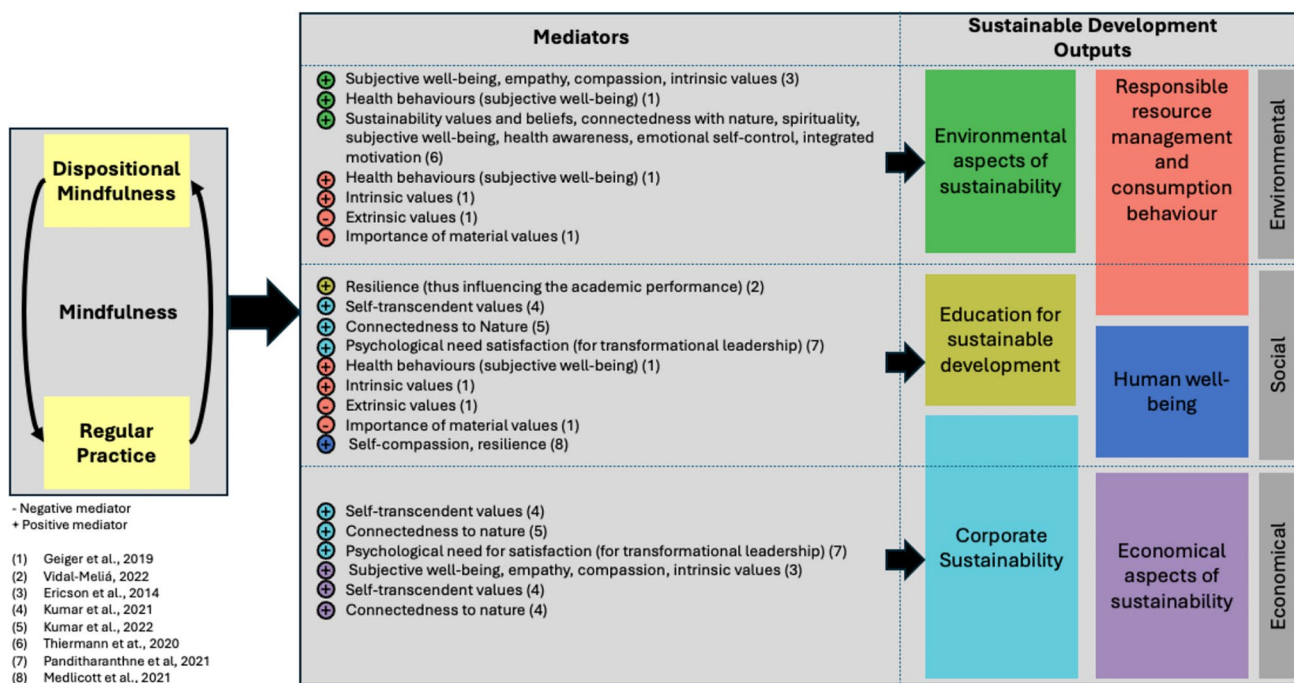 Dispositional
Mindfulness
Mindfulness
Regular
Practice
- Negative mediator
+ Positive mediator
(1) Geiger et al., 2019
(2) Vidal-Meliá, 2022
(3) Ericson et al., 2014
(4) Kumar et al., 2021
(5) Kumar et al., 2022
(6) Thiermann et at., 2020
(7) Panditharanthne et al, 2021
(8) Medlicott et al., 2021
Mediators
+ Subjective well-being, empathy, compassion, intrinsic values (3)
+ Health behaviours (subjective well-being) (1)
+ Sustainability values and beliefs, connectedness with nature, spirituality,
subjective well-being, health awareness, emotional self-control, integrated
motivation (6)
+ Health behaviours (subjective well-being) (1)
+ Intrinsic values (1)
- Extrinsic values (1)
- Importance of material values (1)
+ Resilience (thus influencing the academic performance) (2)
+ Self-transcendent values (4)
+ Connectedness to Nature (5)
+ Psychological need satisfaction (for transformational leadership) (7)
+ Health behaviours (subjective well-being) (1)
+ Intrinsic values (1)
- Extrinsic values (1)
- Importance of material values (1)
+ Self-compassion, resilience (8)
+ Self-transcendent values (4)
+ Connectedness to nature (5)
+ Psychological need for satisfaction (for transformational leadership) (7)
+ Subjective well-being, empathy, compassion, intrinsic values (3)
+ Self-transcendent values (4)
+ Connectedness to nature (4)
Sustainable Development
Outputs
Environmental
aspects of
sustainability
Responsible
resource
management
and
consumption
behaviour
Environmental
Education for
sustainable
development
Human well-
being
Social
Corporate
Sustainability
Economical
aspects of
sustainability
Economical